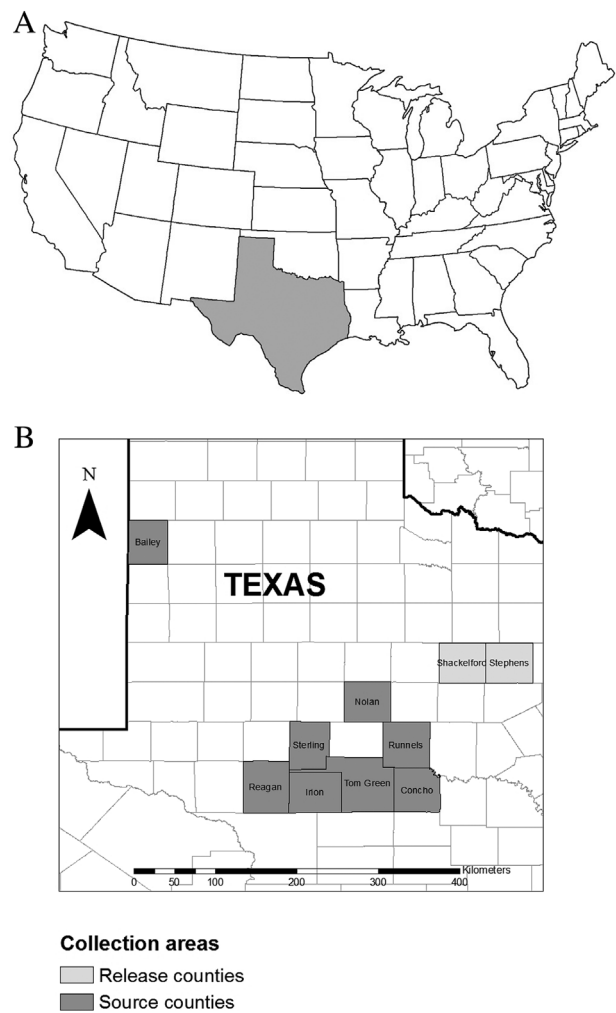 A
B
N
Bailey
TEXAS
Shackelford Stephens
Nolan
Sterling Runnels
Reagan Irion Tom Green Concho
Kilometers
0 50 100 200 300 400
Collection areas
Release counties
Source counties